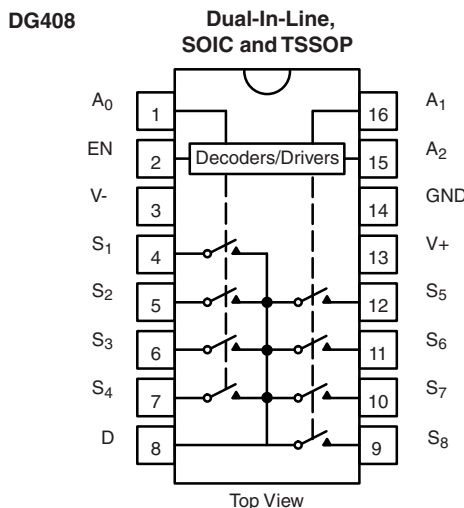 DG408
Dual-In-Line,
SOIC and TSSOP
A0 1 16 A1
EN 2 Decoders/Drivers 15 A2
V- 3 14 GND
S1 4 13 V+
S2 5 12 S5
S3 6 11 S6
S4 7 10 S7
D 8 9 S8
Top View